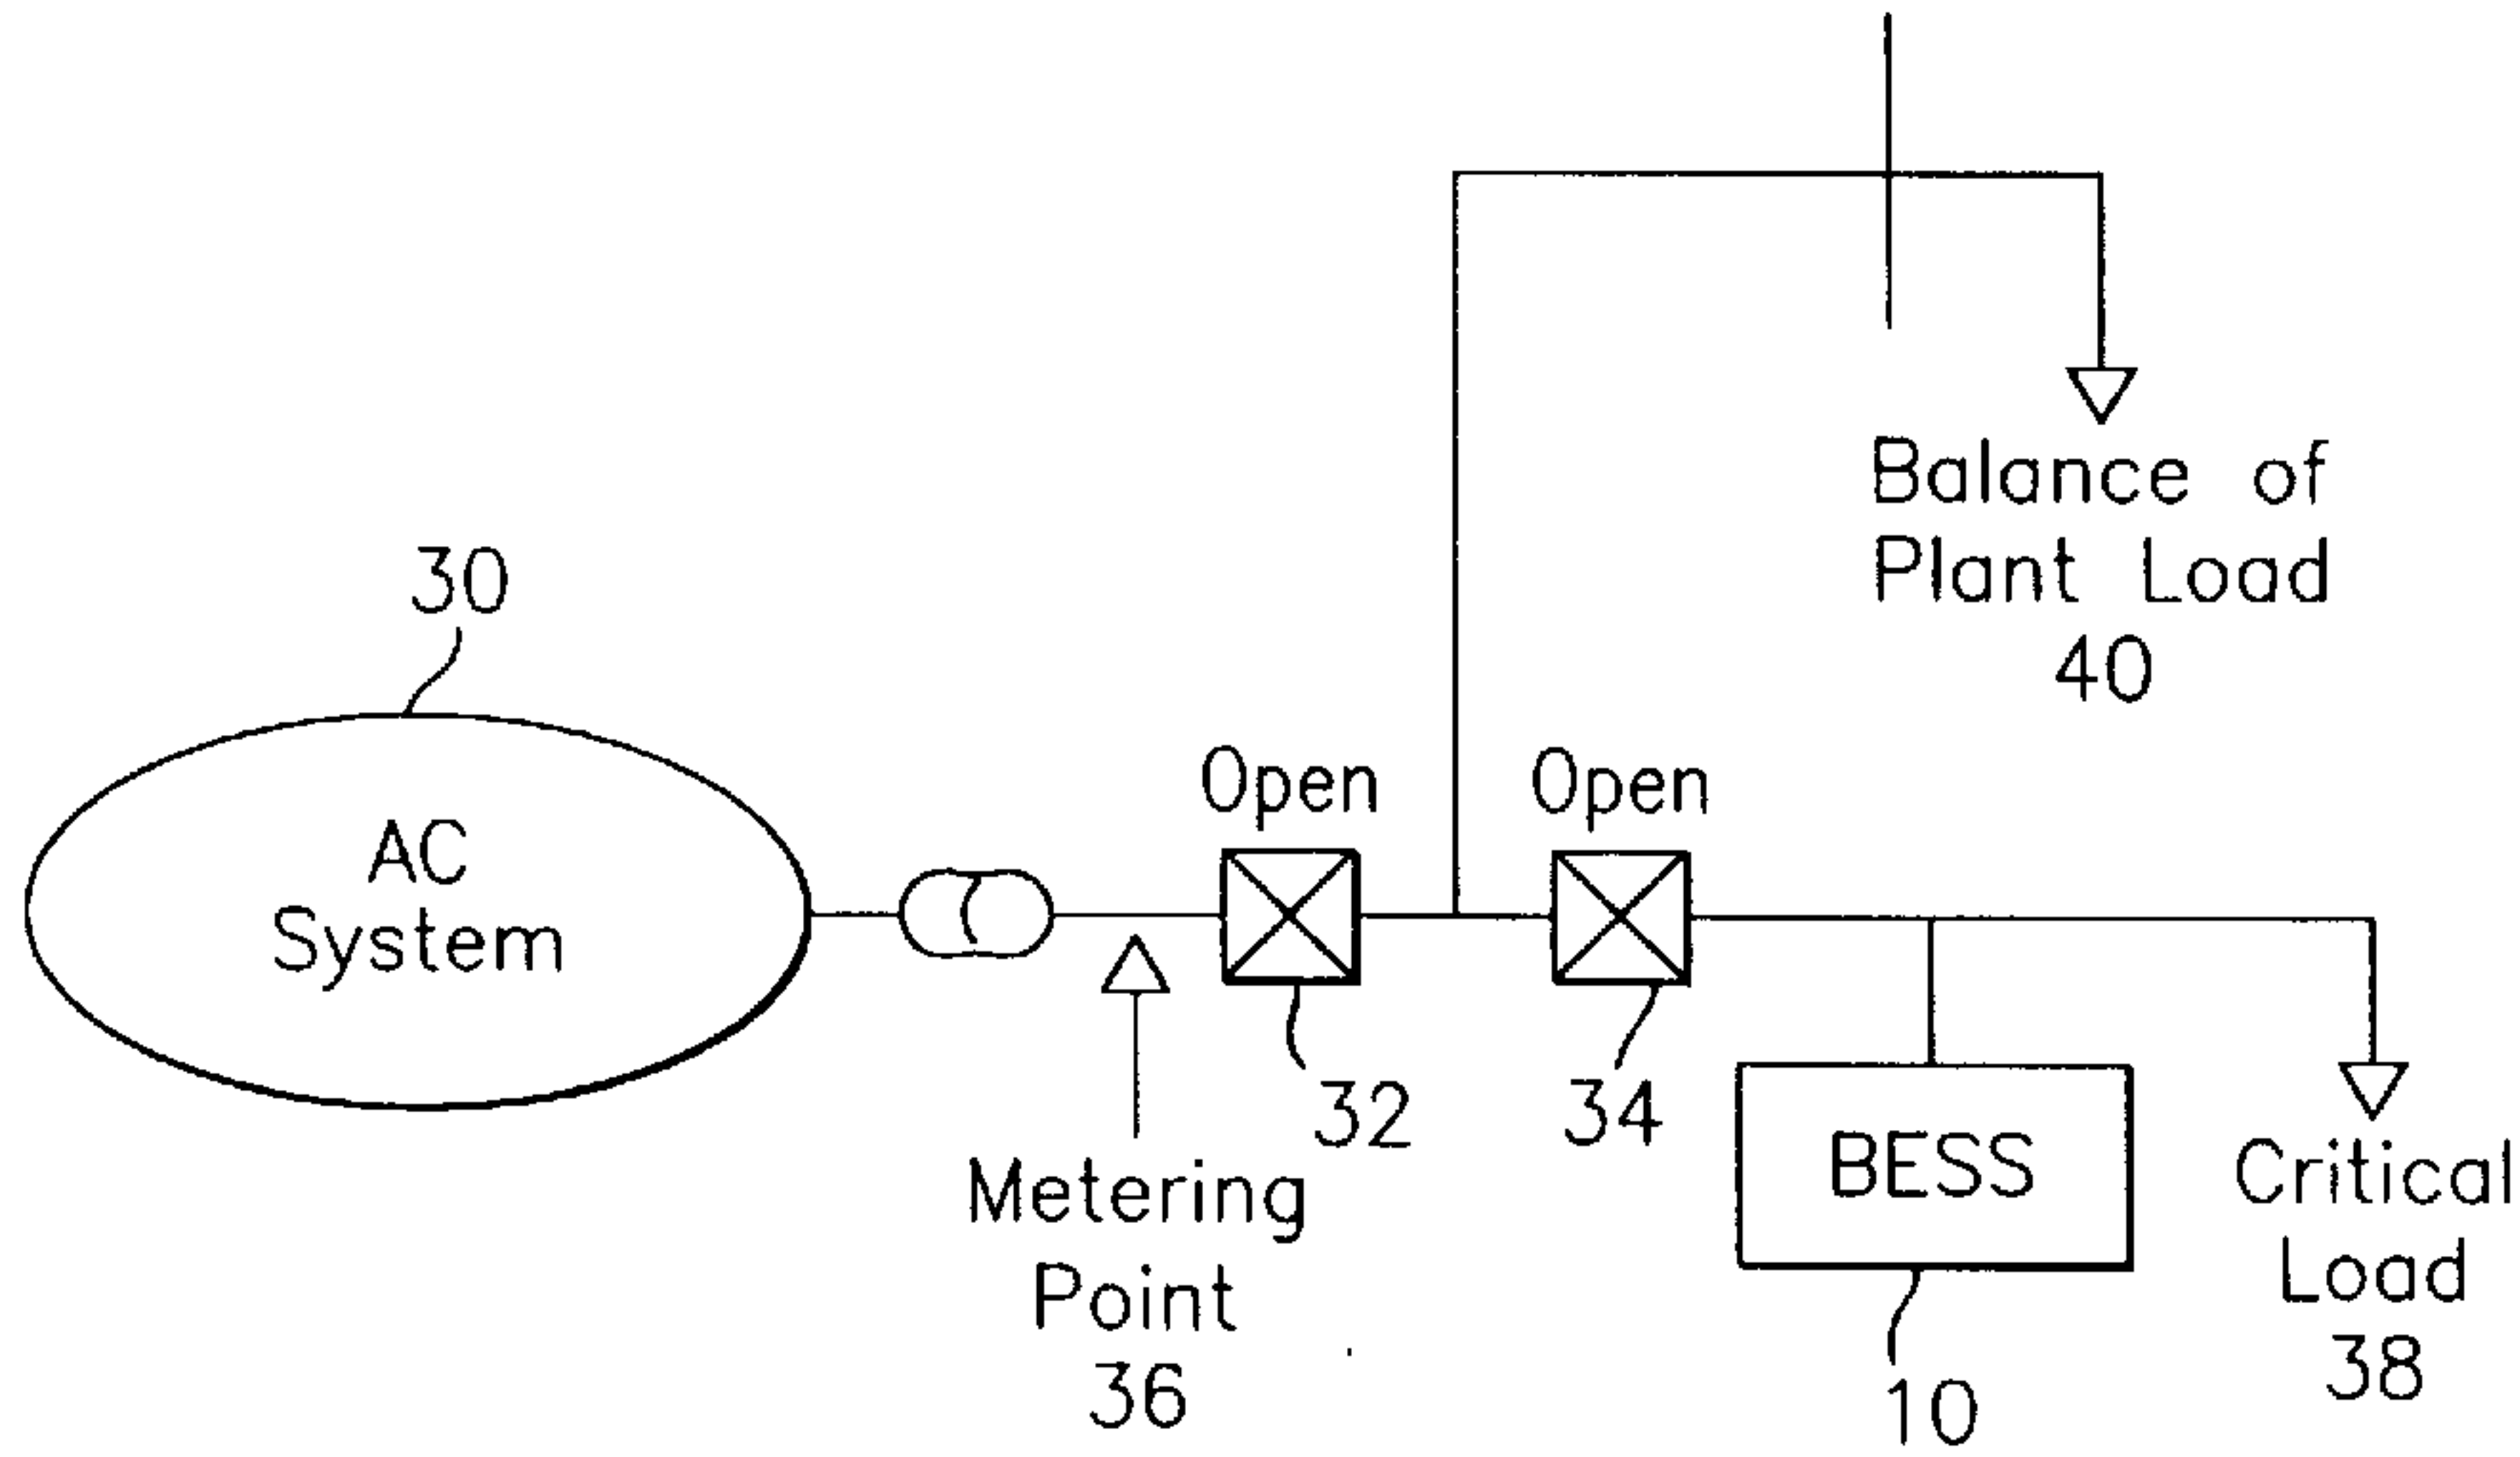 Balance of
Plant Load
40
30
AC
System
Open
Open
32
34
Metering
Point
36
BESS
10
Critical
Load
38